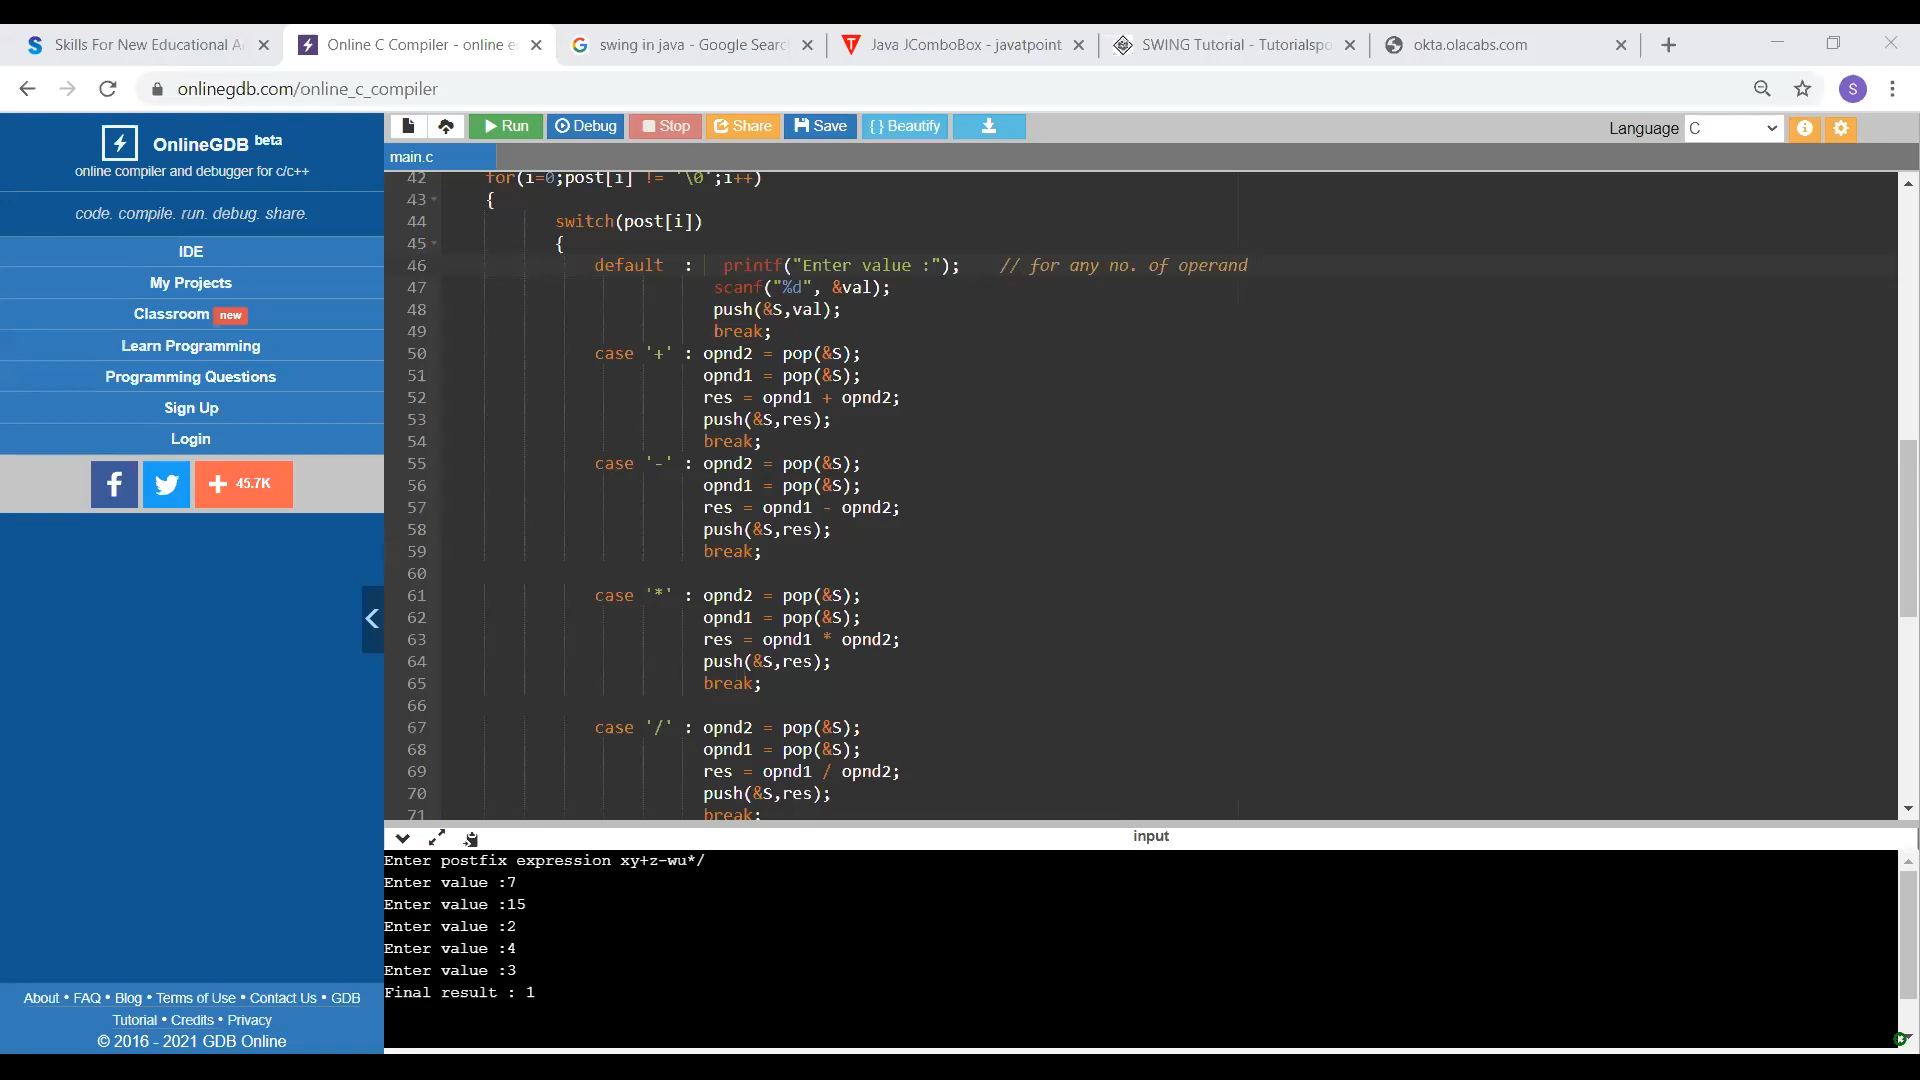 Skills For New Educational A
Online C Compiler - online e
swing in java - Google Searc
Java JComboBox - javatpoint
SWING Tutorial - Tutorialspo
okta.olacabs.com
onlinegdb.com/online_c_compiler
S
OnlineGDB beta
online compiler and debugger for c/c++
code. compile. run. debug. share.
IDE
My Projects
Classroom new
Learn Programming
Programming Questions
Sign Up
Login
45.7K
About • FAQ • Blog • Terms of Use • Contact Us • GDB
Tutorial • Credits • Privacy
© 2016 - 2021 GDB Online
Run
Debug
Stop
Share
Save
{ } Beautify
Language C
main.c
42 for(i=0;post[i] != '\0';i++)
43 {
44 switch(post[i])
45 {
46 default : printf("Enter value :"); // for any no. of operand
47 scanf("%d", &val);
48 push(&S,val);
49 break;
50 case '+' : opnd2 = pop(&S);
51 opnd1 = pop(&S);
52 res = opnd1 + opnd2;
53 push(&S,res);
54 break;
55 case '-' : opnd2 = pop(&S);
56 opnd1 = pop(&S);
57 res = opnd1 - opnd2;
58 push(&S,res);
59 break;
60
61 case '*' : opnd2 = pop(&S);
62 opnd1 = pop(&S);
63 res = opnd1 * opnd2;
64 push(&S,res);
65 break;
66
67 case '/' : opnd2 = pop(&S);
68 opnd1 = pop(&S);
69 res = opnd1 / opnd2;
70 push(&S,res);
71 break;
input
Enter postfix expression xy+z-wu*/
Enter value :7
Enter value :15
Enter value :2
Enter value :4
Enter value :3
Final result : 1